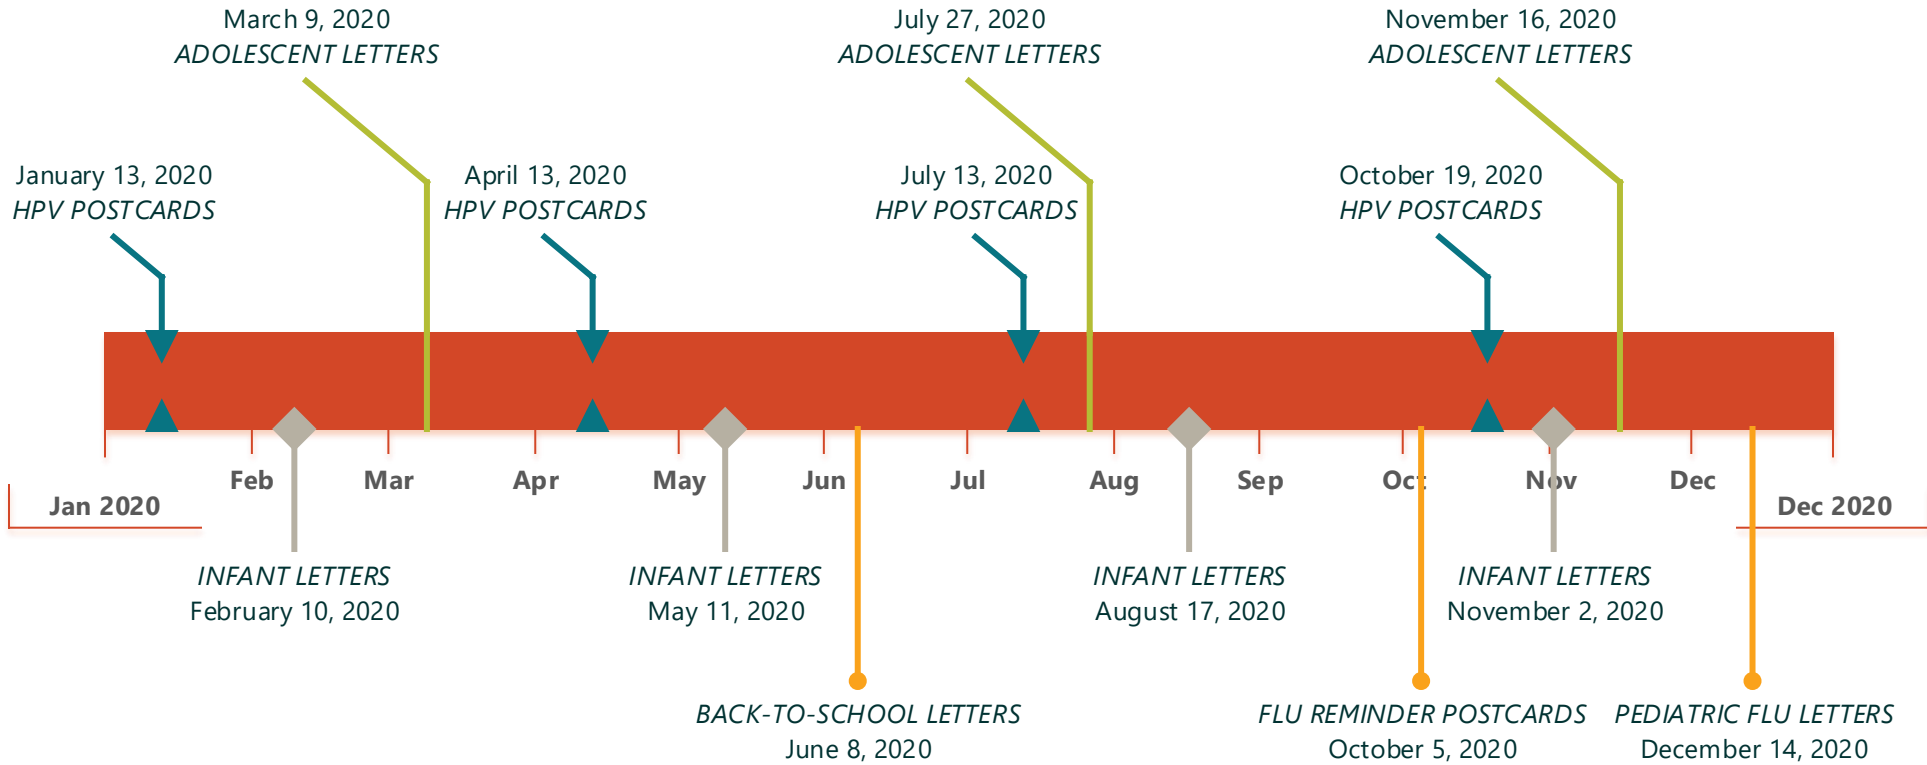 March 9, 2020
ADOLESCENT LETTERS
July 27, 2020
ADOLESCENT LETTERS
November 16, 2020
ADOLESCENT LETTERS
January 13, 2020
HPV POSTCARDS
April 13, 2020
HPV POSTCARDS
July 13, 2020
HPV POSTCARDS
October 19, 2020
HPV POSTCARDS
Jan 2020
Feb
Mar
Apr
May
Jun
Jul
Aug
Sep
Oct
Nov
Dec
Dec 2020
INFANT LETTERS
February 10, 2020
INFANT LETTERS
May 11, 2020
INFANT LETTERS
August 17, 2020
INFANT LETTERS
November 2, 2020
BACK-TO-SCHOOL LETTERS
June 8, 2020
FLU REMINDER POSTCARDS
October 5, 2020
PEDIATRIC FLU LETTERS
December 14, 2020